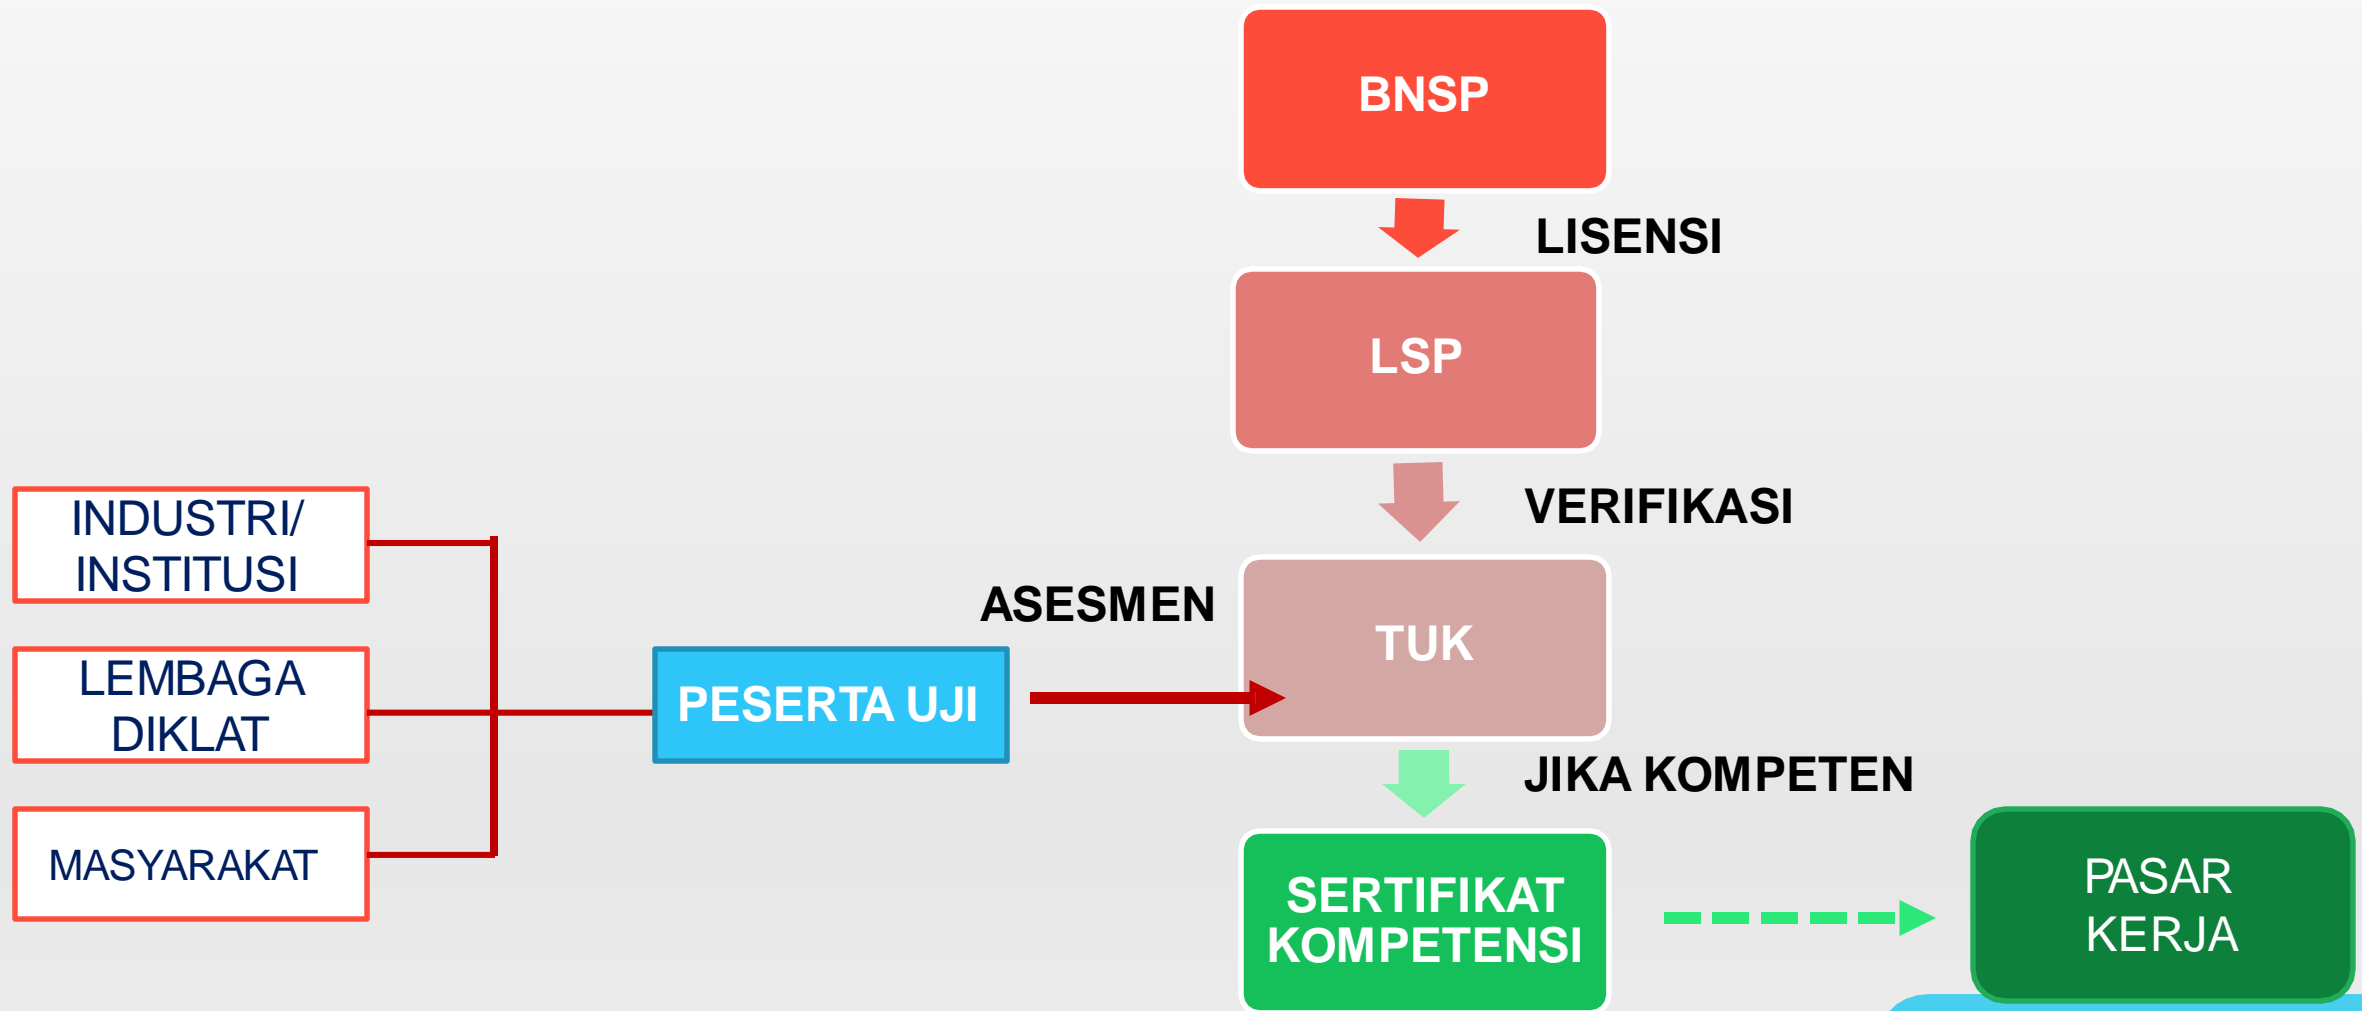 BNSP
LISENSI
LSP
VERIFIKASI
INDUSTRI/
INSTITUSI
LEMBAGA
DIKLAT
MASYARAKAT
PESERTA UJI
ASESMEN
TUK
JIKA KOMPETEN
SERTIFIKAT
KOMPETENSI
PASAR
KERJA